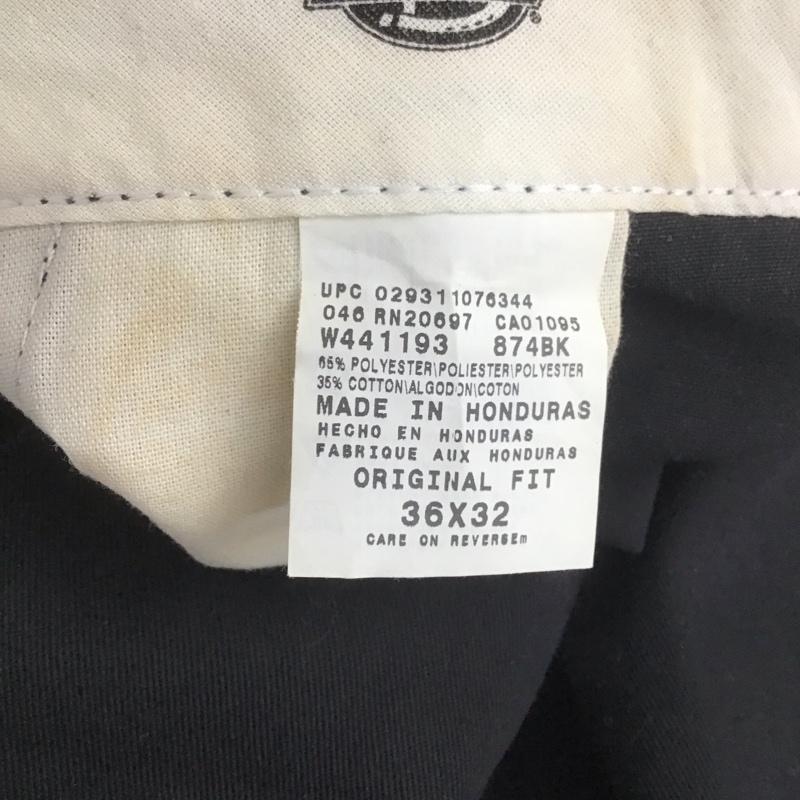 UPC 029311076344
046 RN20697 CA01095
W441193 874BK
65% POLYESTER\POLIESTER\POLYESTER
35% COTTON\ALGODON\COTON
MADE IN HONDURAS
HECHO EN HONDURAS
FABRIQUE AUX HONDURAS
ORIGINAL FIT
36X32
CARE ON REVERSEm